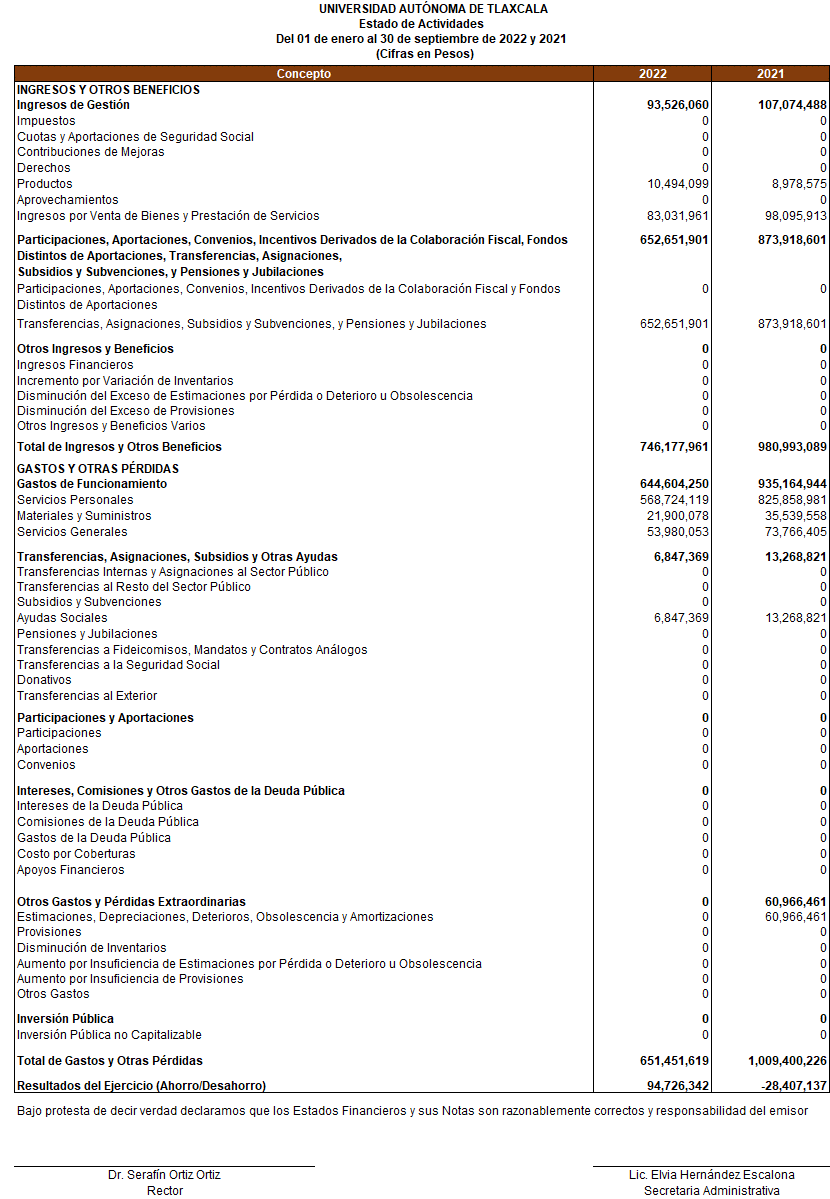 UNIVERSIDAD AUTÓNOMA DE TLAXCALA
Estado de Actividades
Del 01 de enero al 30 de septiembre de 2022 y 2021
(Cifras en Pesos)
Concepto 2022 2021
INGRESOS Y OTROS BENEFICIOS
Ingresos de Gestión 93,526,060 107,074,488
Impuestos 0 0
Cuotas y Aportaciones de Seguridad Social 0 0
Contribuciones de Mejoras 0 0
Derechos 0 0
Productos 10,494,099 8,978,575
Aprovechamientos 0 0
Ingresos por Venta de Bienes y Prestación de Servicios 83,031,961 98,095,913
Participaciones, Aportaciones, Convenios, Incentivos Derivados de la Colaboración Fiscal, Fondos 652,651,901 873,918,601
Distintos de Aportaciones, Transferencias, Asignaciones,
Subsidios y Subvenciones, y Pensiones y Jubilaciones
Participaciones, Aportaciones, Convenios, Incentivos Derivados de la Colaboración Fiscal y Fondos 0 0
Distintos de Aportaciones
Transferencias, Asignaciones, Subsidios y Subvenciones, y Pensiones y Jubilaciones 652,651,901 873,918,601
Otros Ingresos y Beneficios 0 0
Ingresos Financieros 0 0
Incremento por Variación de Inventarios 0 0
Disminución del Exceso de Estimaciones por Pérdida o Deterioro u Obsolescencia 0 0
Disminución del Exceso de Provisiones 0 0
Otros Ingresos y Beneficios Varios 0 0
Total de Ingresos y Otros Beneficios 746,177,961 980,993,089
GASTOS Y OTRAS PÉRDIDAS
Gastos de Funcionamiento 644,604,250 935,164,944
Servicios Personales 568,724,119 825,858,981
Materiales y Suministros 21,900,078 35,539,558
Servicios Generales 53,980,053 73,766,405
Transferencias, Asignaciones, Subsidios y Otras Ayudas 6,847,369 13,268,821
Transferencias Internas y Asignaciones al Sector Público 0 0
Transferencias al Resto del Sector Público 0 0
Subsidios y Subvenciones 0 0
Ayudas Sociales 6,847,369 13,268,821
Pensiones y Jubilaciones 0 0
Transferencias a Fideicomisos, Mandatos y Contratos Análogos 0 0
Transferencias a la Seguridad Social 0 0
Donativos 0 0
Transferencias al Exterior 0 0
Participaciones y Aportaciones 0 0
Participaciones 0 0
Aportaciones 0 0
Convenios 0 0
Intereses, Comisiones y Otros Gastos de la Deuda Pública 0 0
Intereses de la Deuda Pública 0 0
Comisiones de la Deuda Pública 0 0
Gastos de la Deuda Pública 0 0
Costo por Coberturas 0 0
Apoyos Financieros 0 0
Otros Gastos y Pérdidas Extraordinarias 0 60,966,461
Estimaciones, Depreciaciones, Deterioros, Obsolescencia y Amortizaciones 0 60,966,461
Provisiones 0 0
Disminución de Inventarios 0 0
Aumento por Insuficiencia de Estimaciones por Pérdida o Deterioro u Obsolescencia 0 0
Aumento por Insuficiencia de Provisiones 0 0
Otros Gastos 0 0
Inversión Pública 0 0
Inversión Pública no Capitalizable 0 0
Total de Gastos y Otras Pérdidas 651,451,619 1,009,400,226
Resultados del Ejercicio (Ahorro/Desahorro) 94,726,342 -28,407,137
Bajo protesta de decir verdad declaramos que los Estados Financieros y sus Notas son razonablemente correctos y responsabilidad del emisor
Dr. Serafín Ortiz Ortiz Lic. Elvia Hernández Escalona
Rector Secretaria Administrativa